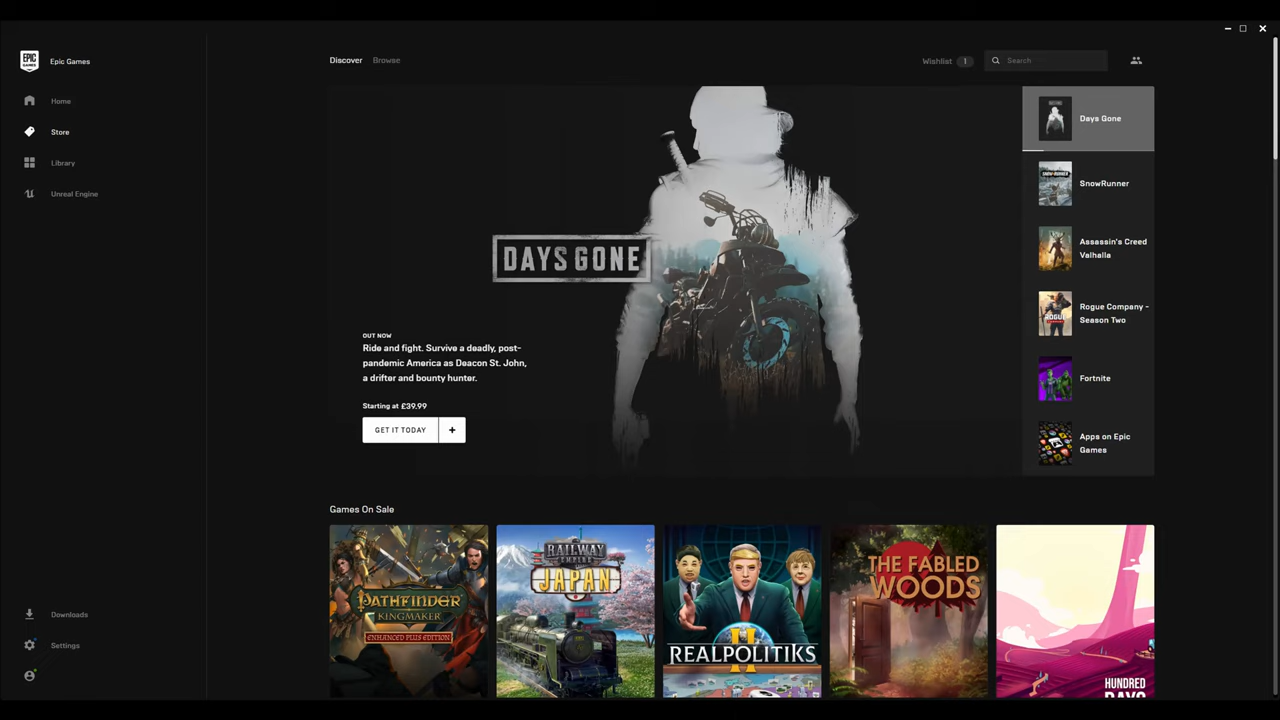 EPIC
GAMES
Epic Games
Home
Store
Library
Unreal Engine
Downloads
Settings
Discover
Browse
Wishlist
1
Search
DAYS GONE
OUT NOW
Ride and fight. Survive a deadly, post-
pandemic America as Deacon St. John,
a drifter and bounty hunter.
Starting at £39.99
GET IT TODAY
+
Days Gone
SnowRunner
Assassin's Creed
Valhalla
Rogue Company -
Season Two
Fortnite
Apps on Epic
Games
Games On Sale
PATHFINDER
KINGMAKER
ENHANCED PLUS EDITION
RAILWAY
EMPIRE
JAPAN
II
REALPOLITIKS
THE FABLED
WOODS
HUNDRED
DAYS